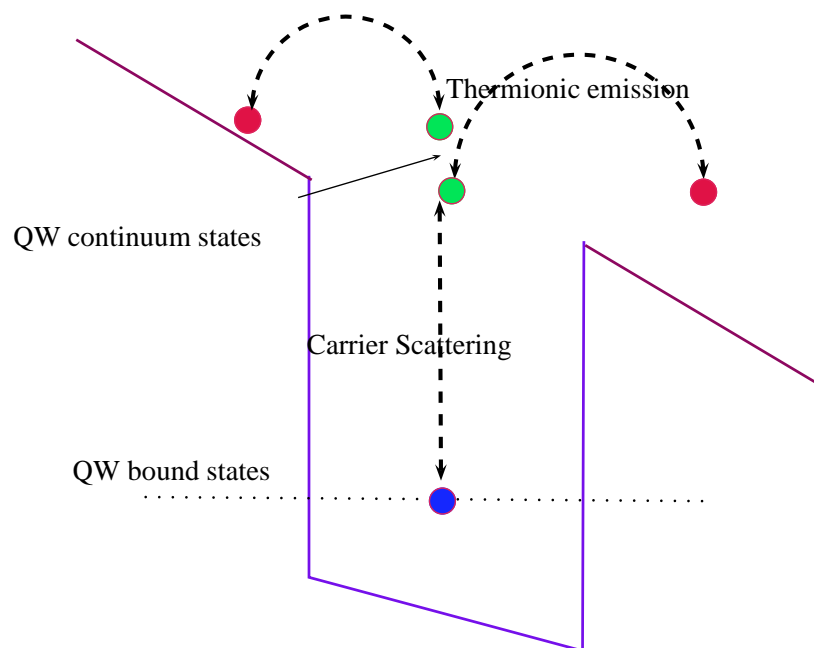 Thermionic emission
QW continuum states
Carrier Scattering
QW bound states